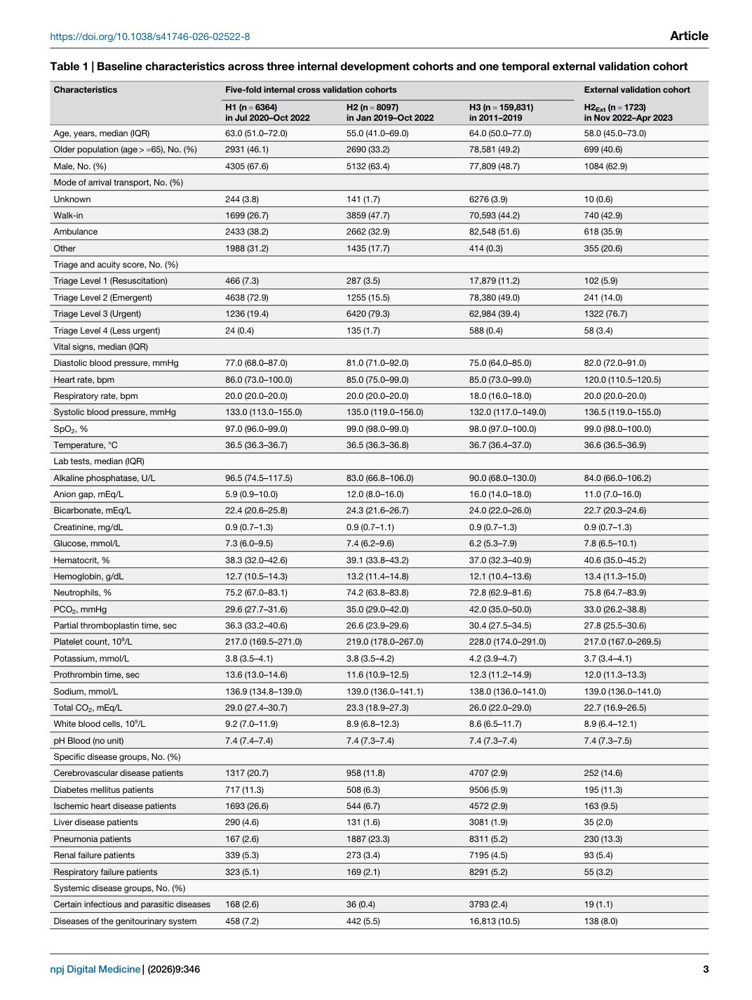 https://doi.org/10.1038/s41746-026-02522-8 Article
Table 1 | Baseline characteristics across three internal development cohorts and one temporal external validation cohort
Characteristics Five-fold internal cross validation cohorts External validation cohort
H1 (n = 6364) H2 (n = 8097) H3 (n = 159,831) H2Ext (n = 1723)
in Jul 2020–Oct 2022 in Jan 2019–Oct 2022 in 2011–2019 in Nov 2022–Apr 2023
Age, years, median (IQR) 63.0 (51.0–72.0) 55.0 (41.0–69.0) 64.0 (50.0–77.0) 58.0 (45.0–73.0)
Older population (age > =65), No. (%) 2931 (46.1) 2690 (33.2) 78,581 (49.2) 699 (40.6)
Male, No. (%) 4305 (67.6) 5132 (63.4) 77,809 (48.7) 1084 (62.9)
Mode of arrival transport, No. (%)
Unknown 244 (3.8) 141 (1.7) 6276 (3.9) 10 (0.6)
Walk-in 1699 (26.7) 3859 (47.7) 70,593 (44.2) 740 (42.9)
Ambulance 2433 (38.2) 2662 (32.9) 82,548 (51.6) 618 (35.9)
Other 1988 (31.2) 1435 (17.7) 414 (0.3) 355 (20.6)
Triage and acuity score, No. (%)
Triage Level 1 (Resuscitation) 466 (7.3) 287 (3.5) 17,879 (11.2) 102 (5.9)
Triage Level 2 (Emergent) 4638 (72.9) 1255 (15.5) 78,380 (49.0) 241 (14.0)
Triage Level 3 (Urgent) 1236 (19.4) 6420 (79.3) 62,984 (39.4) 1322 (76.7)
Triage Level 4 (Less urgent) 24 (0.4) 135 (1.7) 588 (0.4) 58 (3.4)
Vital signs, median (IQR)
Diastolic blood pressure, mmHg 77.0 (68.0–87.0) 81.0 (71.0–92.0) 75.0 (64.0–85.0) 82.0 (72.0–91.0)
Heart rate, bpm 86.0 (73.0–100.0) 85.0 (75.0–99.0) 85.0 (73.0–99.0) 120.0 (110.5–120.5)
Respiratory rate, bpm 20.0 (20.0–20.0) 20.0 (20.0–20.0) 18.0 (16.0–18.0) 20.0 (20.0–20.0)
Systolic blood pressure, mmHg 133.0 (113.0–155.0) 135.0 (119.0–156.0) 132.0 (117.0–149.0) 136.5 (119.0–155.0)
SpO₂, % 97.0 (96.0–99.0) 99.0 (98.0–99.0) 98.0 (97.0–100.0) 99.0 (98.0–100.0)
Temperature, °C 36.5 (36.3–36.7) 36.5 (36.3–36.8) 36.7 (36.4–37.0) 36.6 (36.5–36.9)
Lab tests, median (IQR)
Alkaline phosphatase, U/L 96.5 (74.5–117.5) 83.0 (66.8–106.0) 90.0 (68.0–130.0) 84.0 (66.0–106.2)
Anion gap, mEq/L 5.9 (0.9–10.0) 12.0 (8.0–16.0) 16.0 (14.0–18.0) 11.0 (7.0–16.0)
Bicarbonate, mEq/L 22.4 (20.6–25.8) 24.3 (21.6–26.7) 24.0 (22.0–26.0) 22.7 (20.3–24.6)
Creatinine, mg/dL 0.9 (0.7–1.3) 0.9 (0.7–1.1) 0.9 (0.7–1.3) 0.9 (0.7–1.3)
Glucose, mmol/L 7.3 (6.0–9.5) 7.4 (6.2–9.6) 6.2 (5.3–7.9) 7.8 (6.5–10.1)
Hematocrit, % 38.3 (32.0–42.6) 39.1 (33.8–43.2) 37.0 (32.3–40.9) 40.6 (35.0–45.2)
Hemoglobin, g/dL 12.7 (10.5–14.3) 13.2 (11.4–14.8) 12.1 (10.4–13.6) 13.4 (11.3–15.0)
Neutrophils, % 75.2 (67.0–83.1) 74.2 (63.8–83.8) 72.8 (62.9–81.6) 75.8 (64.7–83.9)
PCO₂, mmHg 29.6 (27.7–31.6) 35.0 (29.0–42.0) 42.0 (35.0–50.0) 33.0 (26.2–38.8)
Partial thromboplastin time, sec 36.3 (33.2–40.6) 26.6 (23.9–29.6) 30.4 (27.5–34.5) 27.8 (25.5–30.6)
Platelet count, 10⁹/L 217.0 (169.5–271.0) 219.0 (178.0–267.0) 228.0 (174.0–291.0) 217.0 (167.0–269.5)
Potassium, mmol/L 3.8 (3.5–4.1) 3.8 (3.5–4.2) 4.2 (3.9–4.7) 3.7 (3.4–4.1)
Prothrombin time, sec 13.6 (13.0–14.6) 11.6 (10.9–12.5) 12.3 (11.2–14.9) 12.0 (11.3–13.3)
Sodium, mmol/L 136.9 (134.8–139.0) 139.0 (136.0–141.1) 138.0 (136.0–141.0) 139.0 (136.0–141.0)
Total CO₂, mEq/L 29.0 (27.4–30.7) 23.3 (18.9–27.3) 26.0 (22.0–29.0) 22.7 (16.9–26.5)
White blood cells, 10⁹/L 9.2 (7.0–11.9) 8.9 (6.8–12.3) 8.6 (6.5–11.7) 8.9 (6.4–12.1)
pH Blood (no unit) 7.4 (7.4–7.4) 7.4 (7.3–7.4) 7.4 (7.3–7.4) 7.4 (7.3–7.5)
Specific disease groups, No. (%)
Cerebrovascular disease patients 1317 (20.7) 958 (11.8) 4707 (2.9) 252 (14.6)
Diabetes mellitus patients 717 (11.3) 508 (6.3) 9506 (5.9) 195 (11.3)
Ischemic heart disease patients 1693 (26.6) 544 (6.7) 4572 (2.9) 163 (9.5)
Liver disease patients 290 (4.6) 131 (1.6) 3081 (1.9) 35 (2.0)
Pneumonia patients 167 (2.6) 1887 (23.3) 8311 (5.2) 230 (13.3)
Renal failure patients 339 (5.3) 273 (3.4) 7195 (4.5) 93 (5.4)
Respiratory failure patients 323 (5.1) 169 (2.1) 8291 (5.2) 55 (3.2)
Systemic disease groups, No. (%)
Certain infectious and parasitic diseases 168 (2.6) 36 (0.4) 3793 (2.4) 19 (1.1)
Diseases of the genitourinary system 458 (7.2) 442 (5.5) 16,813 (10.5) 138 (8.0)
npj Digital Medicine | (2026)9:346 3